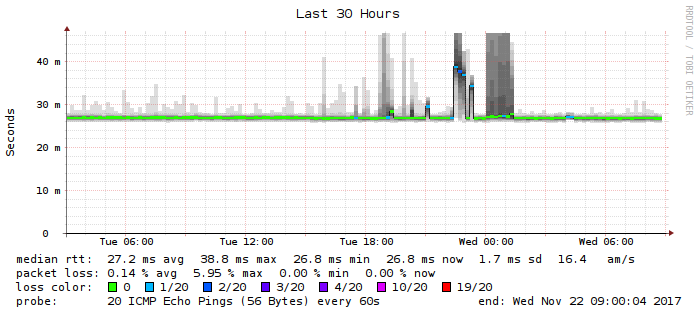 Last 30 Hours
RRDTOOL / TOBI OETIKER
Seconds
40 m
30 m
20 m
10 m
0
Tue 06:00 Tue 12:00 Tue 18:00 Wed 00:00 Wed 06:00
median rtt: 27.2 ms avg 38.8 ms max 26.8 ms min 26.8 ms now 1.7 ms sd 16.4 am/s
packet loss: 0.14 % avg 5.95 % max 0.00 % min 0.00 % now
loss color: 0 1/20 2/20 3/20 4/20 10/20 19/20
probe: 20 ICMP Echo Pings (56 Bytes) every 60s end: Wed Nov 22 09:00:04 2017